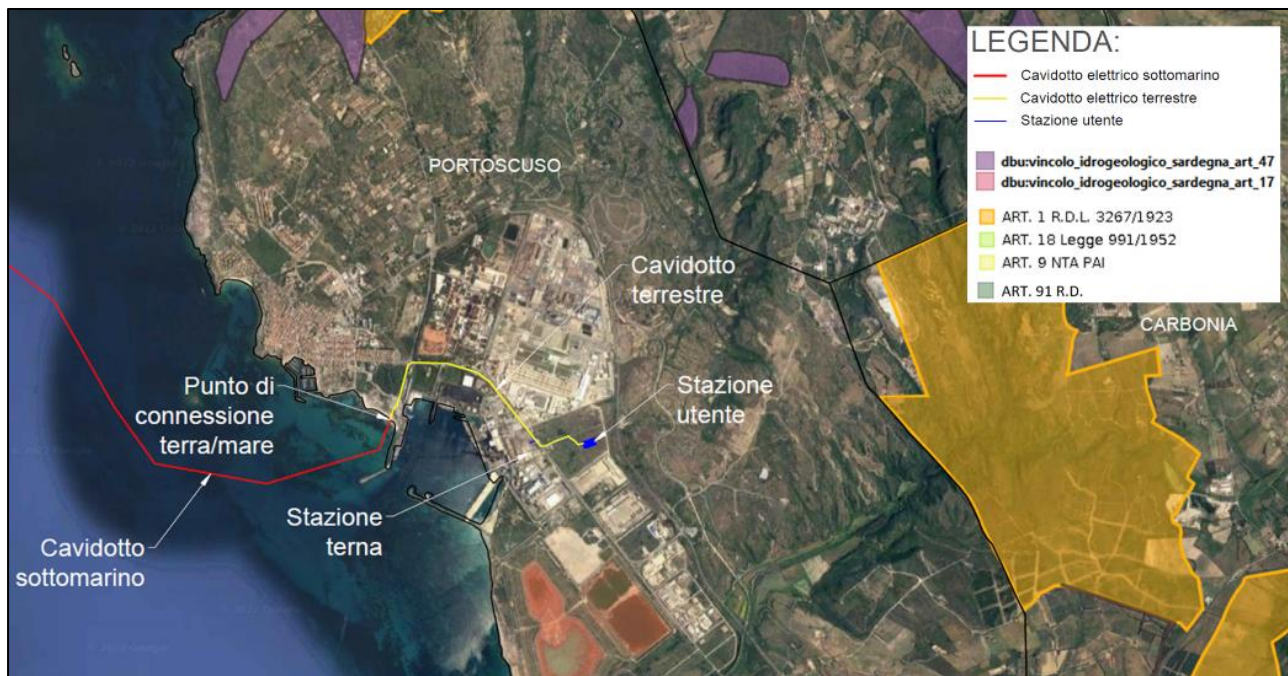 LEGENDA:
Cavidotto elettrico sottomarino
Cavidotto elettrico terrestre
Stazione utente
dbu:vincolo_idrogeologico_sardegna_art_47
dbu:vincolo_idrogeologico_sardegna_art_17
ART. 1 R.D.L. 3267/1923
ART. 18 Legge 991/1952
ART. 9 NTA PAI
ART. 91 R.D.
PORTOSCUSO
CARBONIA
Cavidotto
terrestre
Punto di
connessione
terra/mare
Stazione
utente
Stazione
terna
Cavidotto
sottomarino